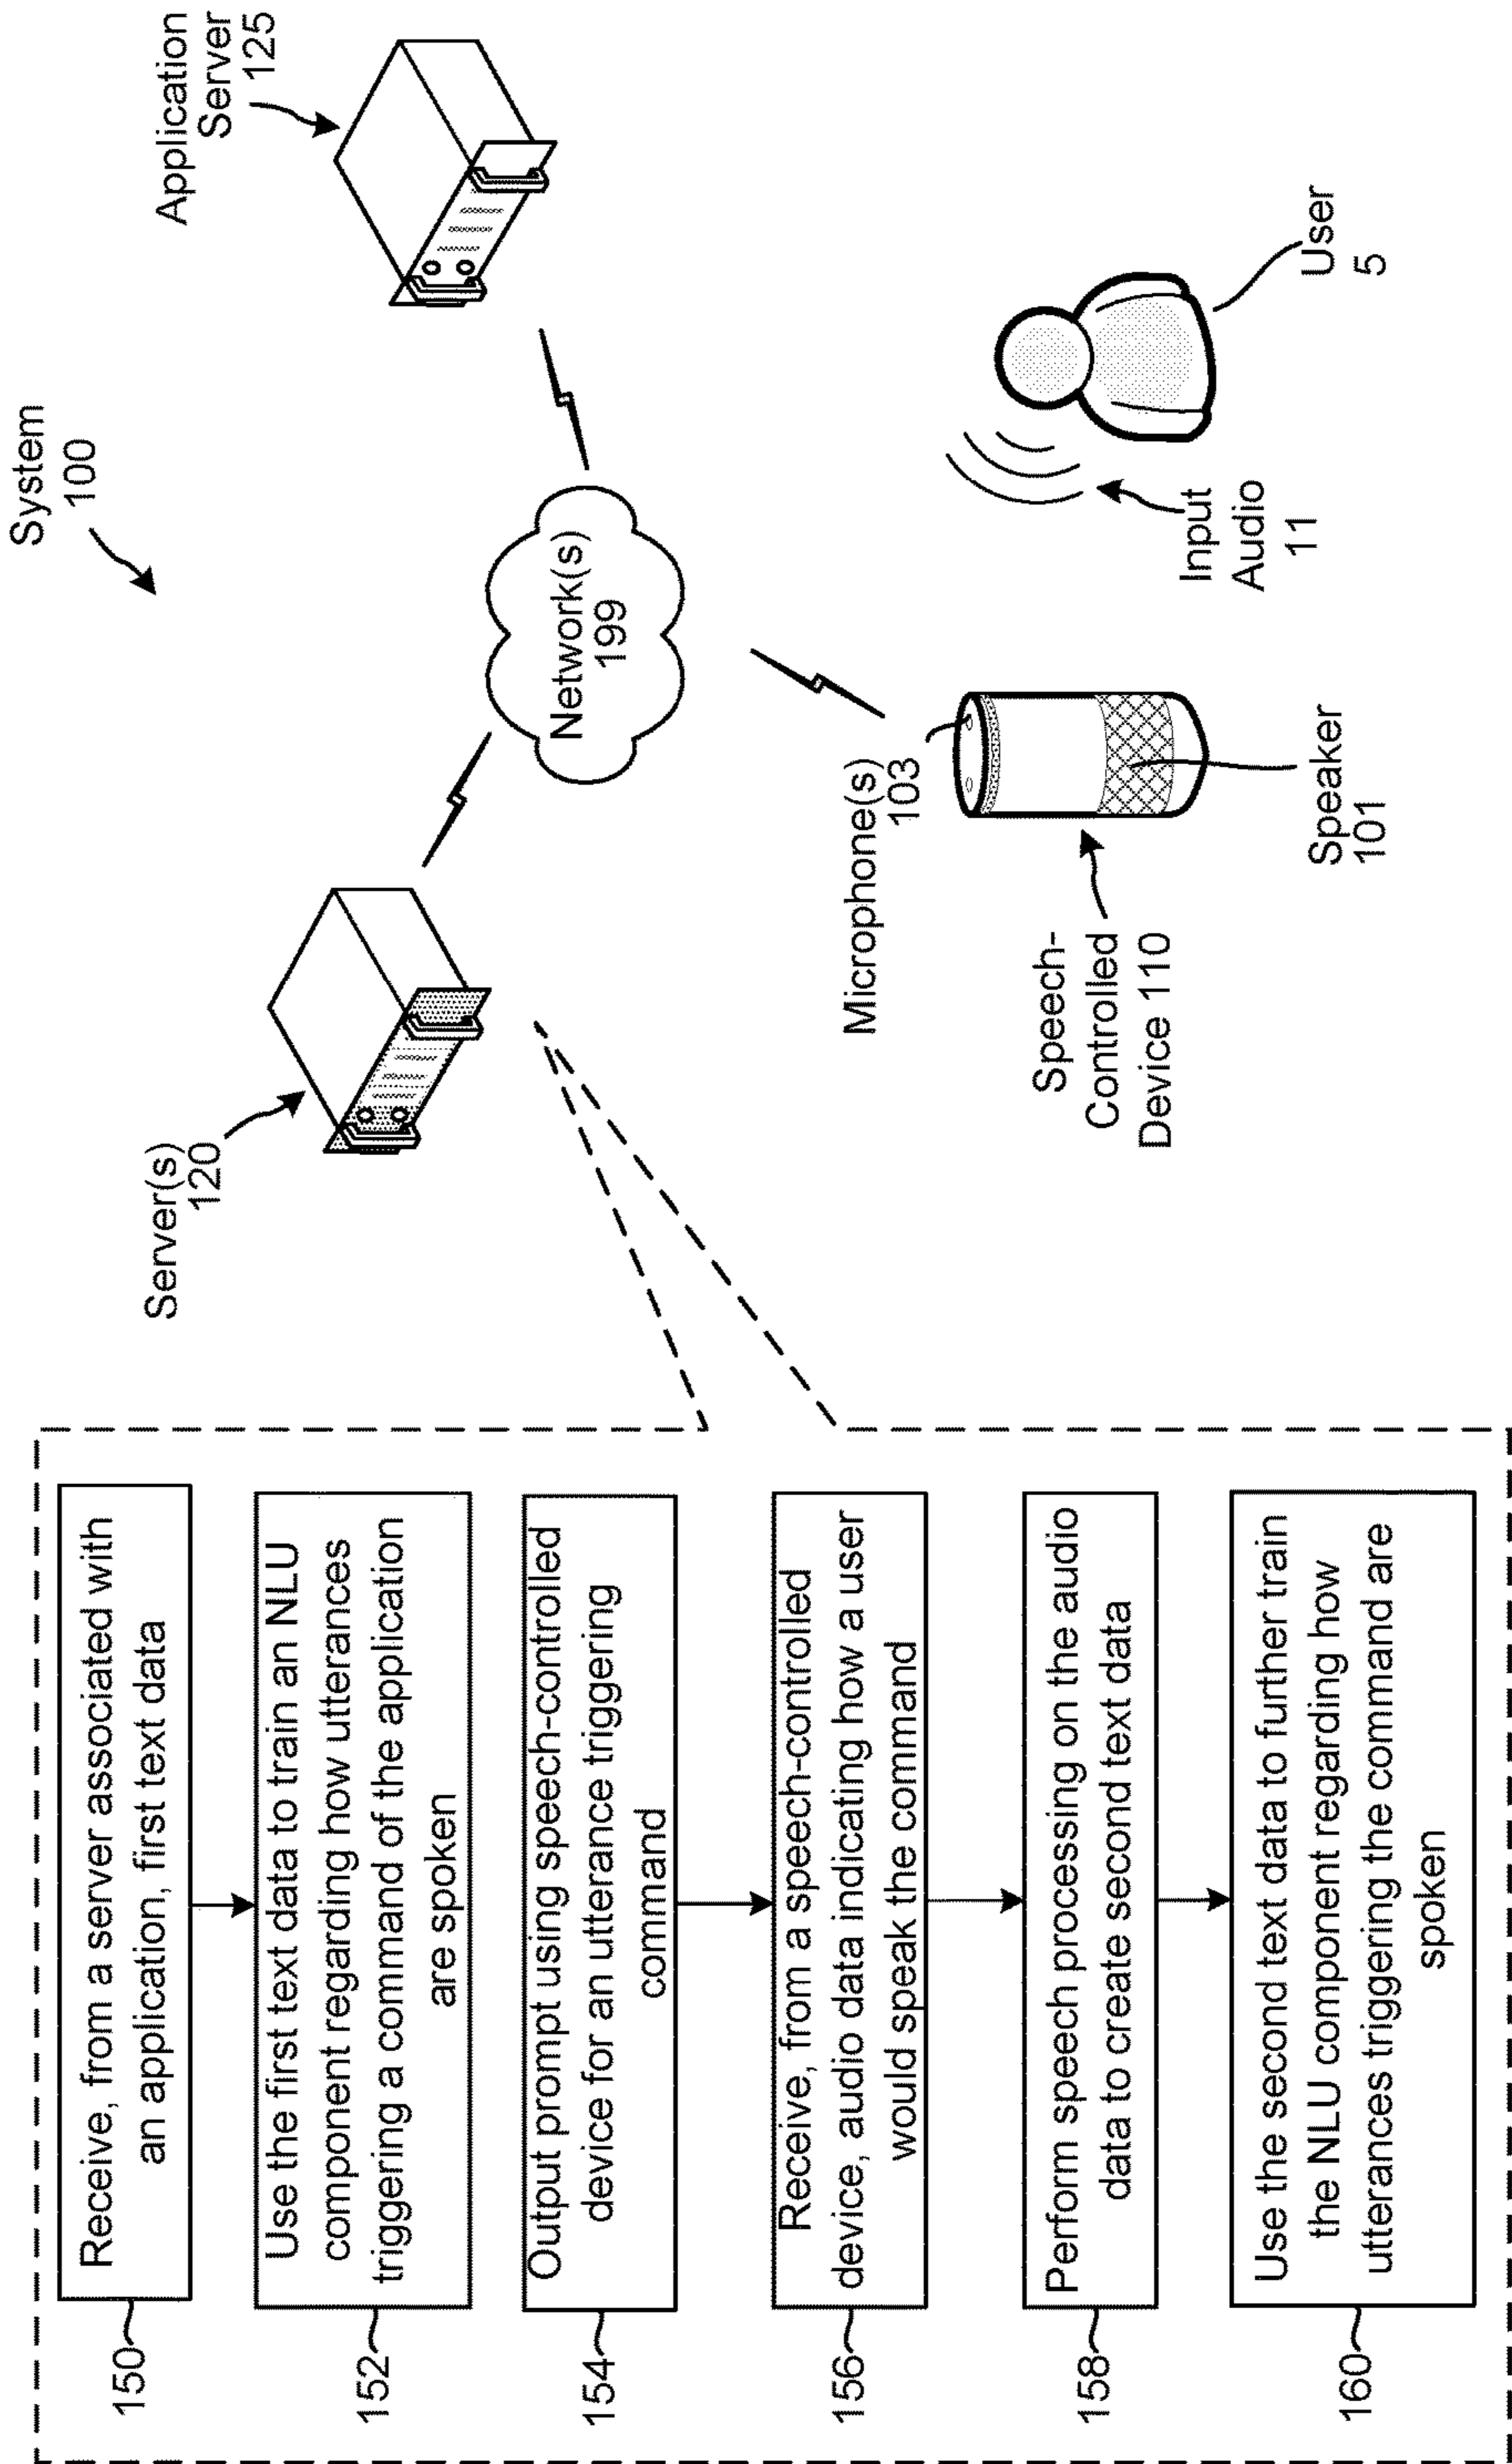 System
100
Application
Server
125
Server(s)
120
Network(s)
199
Microphone(s)
103
Speech-
Controlled
Device 110
Speaker
101
Input
Audio
11
User
5
150
Receive, from a server associated with
an application, first text data
152
Use the first text data to train an NLU
component regarding how utterances
triggering a command of the application
are spoken
154
Output prompt using speech-controlled
device for an utterance triggering
command
156
Receive, from a speech-controlled
device, audio data indicating how a user
would speak the command
158
Perform speech processing on the audio
data to create second text data
160
Use the second text data to further train
the NLU component regarding how
utterances triggering the command are
spoken